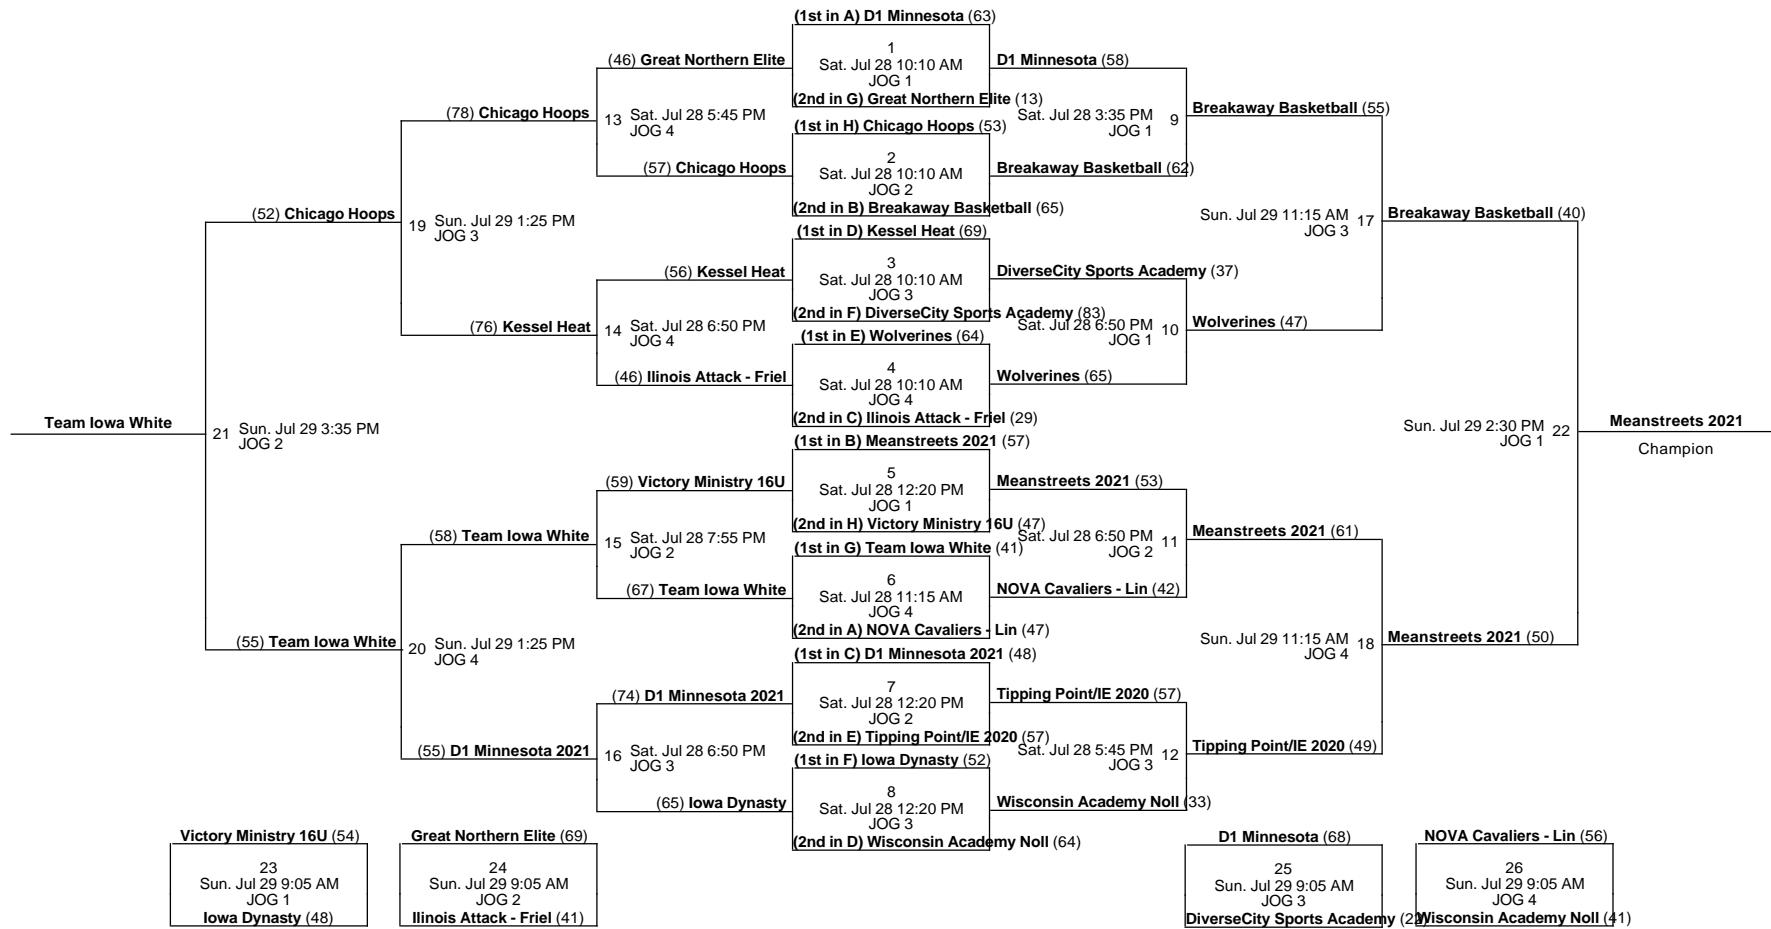 (1st in A) D1 Minnesota (63)
1
Sat. Jul 28 10:10 AM
JOG 1
(2nd in G) Great Northern Elite (13)
(1st in H) Chicago Hoops (53)
2
Sat. Jul 28 10:10 AM
JOG 2
(2nd in B) Breakaway Basketball (65)
(1st in D) Kessel Heat (69)
3
Sat. Jul 28 10:10 AM
JOG 3
(2nd in F) DiverseCity Sports Academy (83)
(1st in E) Wolverines (64)
4
Sat. Jul 28 10:10 AM
JOG 4
(2nd in C) Ilinois Attack - Friel (29)
(1st in B) Meanstreets 2021 (57)
5
Sat. Jul 28 12:20 PM
JOG 1
(2nd in H) Victory Ministry 16U (47)
(1st in G) Team Iowa White (41)
6
Sat. Jul 28 11:15 AM
JOG 4
(2nd in A) NOVA Cavaliers - Lin (47)
(1st in C) D1 Minnesota 2021 (48)
7
Sat. Jul 28 12:20 PM
JOG 2
(2nd in E) Tipping Point/IE 2020 (57)
(1st in F) Iowa Dynasty (52)
8
Sat. Jul 28 12:20 PM
JOG 3
(2nd in D) Wisconsin Academy Noll (64)
(46) Great Northern Elite
13 Sat. Jul 28 5:45 PM
JOG 4
(57) Chicago Hoops
(56) Kessel Heat
14 Sat. Jul 28 6:50 PM
JOG 4
(46) Ilinois Attack - Friel
(59) Victory Ministry 16U
15 Sat. Jul 28 7:55 PM
JOG 2
(67) Team Iowa White
(74) D1 Minnesota 2021
16 Sat. Jul 28 6:50 PM
JOG 3
(65) Iowa Dynasty
(78) Chicago Hoops
19 Sun. Jul 29 1:25 PM
JOG 3
(76) Kessel Heat
(58) Team Iowa White
20 Sun. Jul 29 1:25 PM
JOG 4
(55) D1 Minnesota 2021
(52) Chicago Hoops
21 Sun. Jul 29 3:35 PM
JOG 2
(55) Team Iowa White
Team Iowa White
D1 Minnesota (58)
Sat. Jul 28 3:35 PM 9
JOG 1
Breakaway Basketball (62)
DiverseCity Sports Academy (37)
Sat. Jul 28 6:50 PM 10
JOG 1
Wolverines (65)
Meanstreets 2021 (53)
Sat. Jul 28 6:50 PM 11
JOG 2
NOVA Cavaliers - Lin (42)
Tipping Point/IE 2020 (57)
Sat. Jul 28 5:45 PM 12
JOG 3
Wisconsin Academy Noll (33)
Breakaway Basketball (55)
Sun. Jul 29 11:15 AM 17
JOG 3
Wolverines (47)
Meanstreets 2021 (61)
Sun. Jul 29 11:15 AM 18
JOG 4
Tipping Point/IE 2020 (49)
Breakaway Basketball (40)
Sun. Jul 29 2:30 PM 22
JOG 1
Meanstreets 2021 (50)
Meanstreets 2021
Champion
Victory Ministry 16U (54)
23
Sun. Jul 29 9:05 AM
JOG 1
Iowa Dynasty (48)
Great Northern Elite (69)
24
Sun. Jul 29 9:05 AM
JOG 2
Ilinois Attack - Friel (41)
D1 Minnesota (68)
25
Sun. Jul 29 9:05 AM
JOG 3
DiverseCity Sports Academy (22)
NOVA Cavaliers - Lin (56)
26
Sun. Jul 29 9:05 AM
JOG 4
Wisconsin Academy Noll (41)